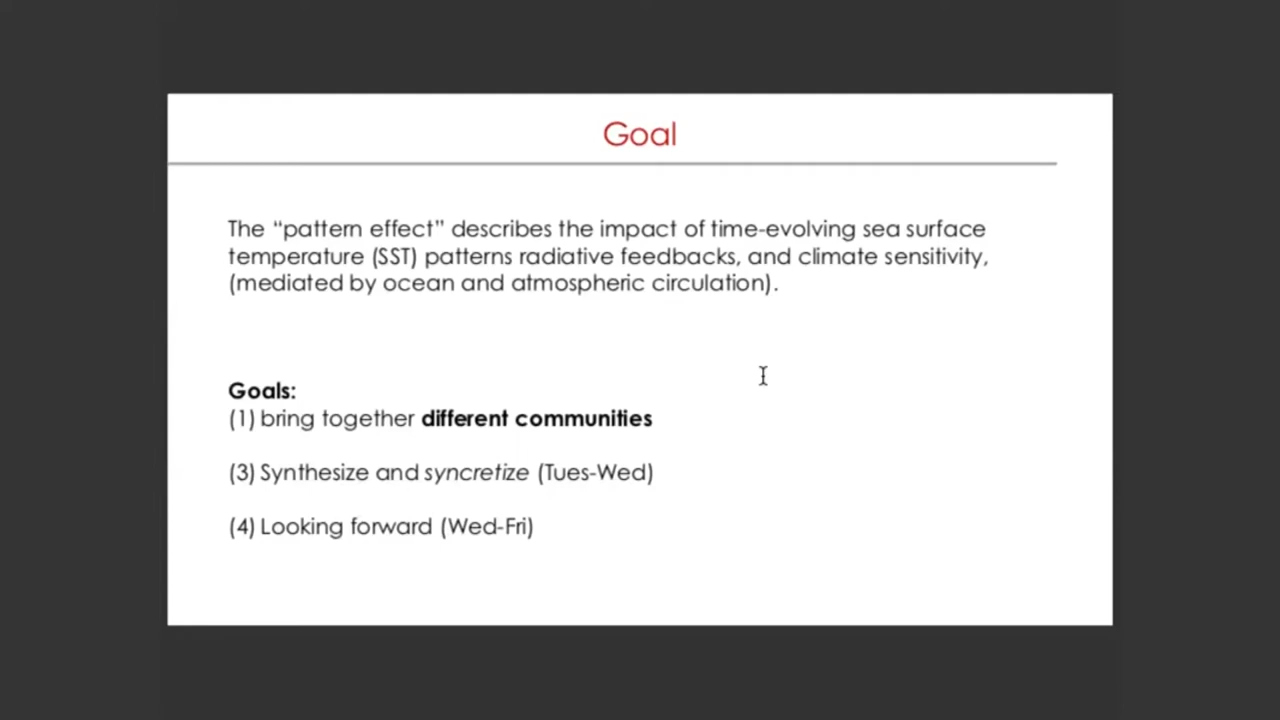 Goal
The “pattern effect” describes the impact of time-evolving sea surface
temperature (SST) patterns radiative feedbacks, and climate sensitivity,
(mediated by ocean and atmospheric circulation).
Goals:
(1) bring together different communities
(3) Synthesize and syncretize (Tues-Wed)
(4) Looking forward (Wed-Fri)